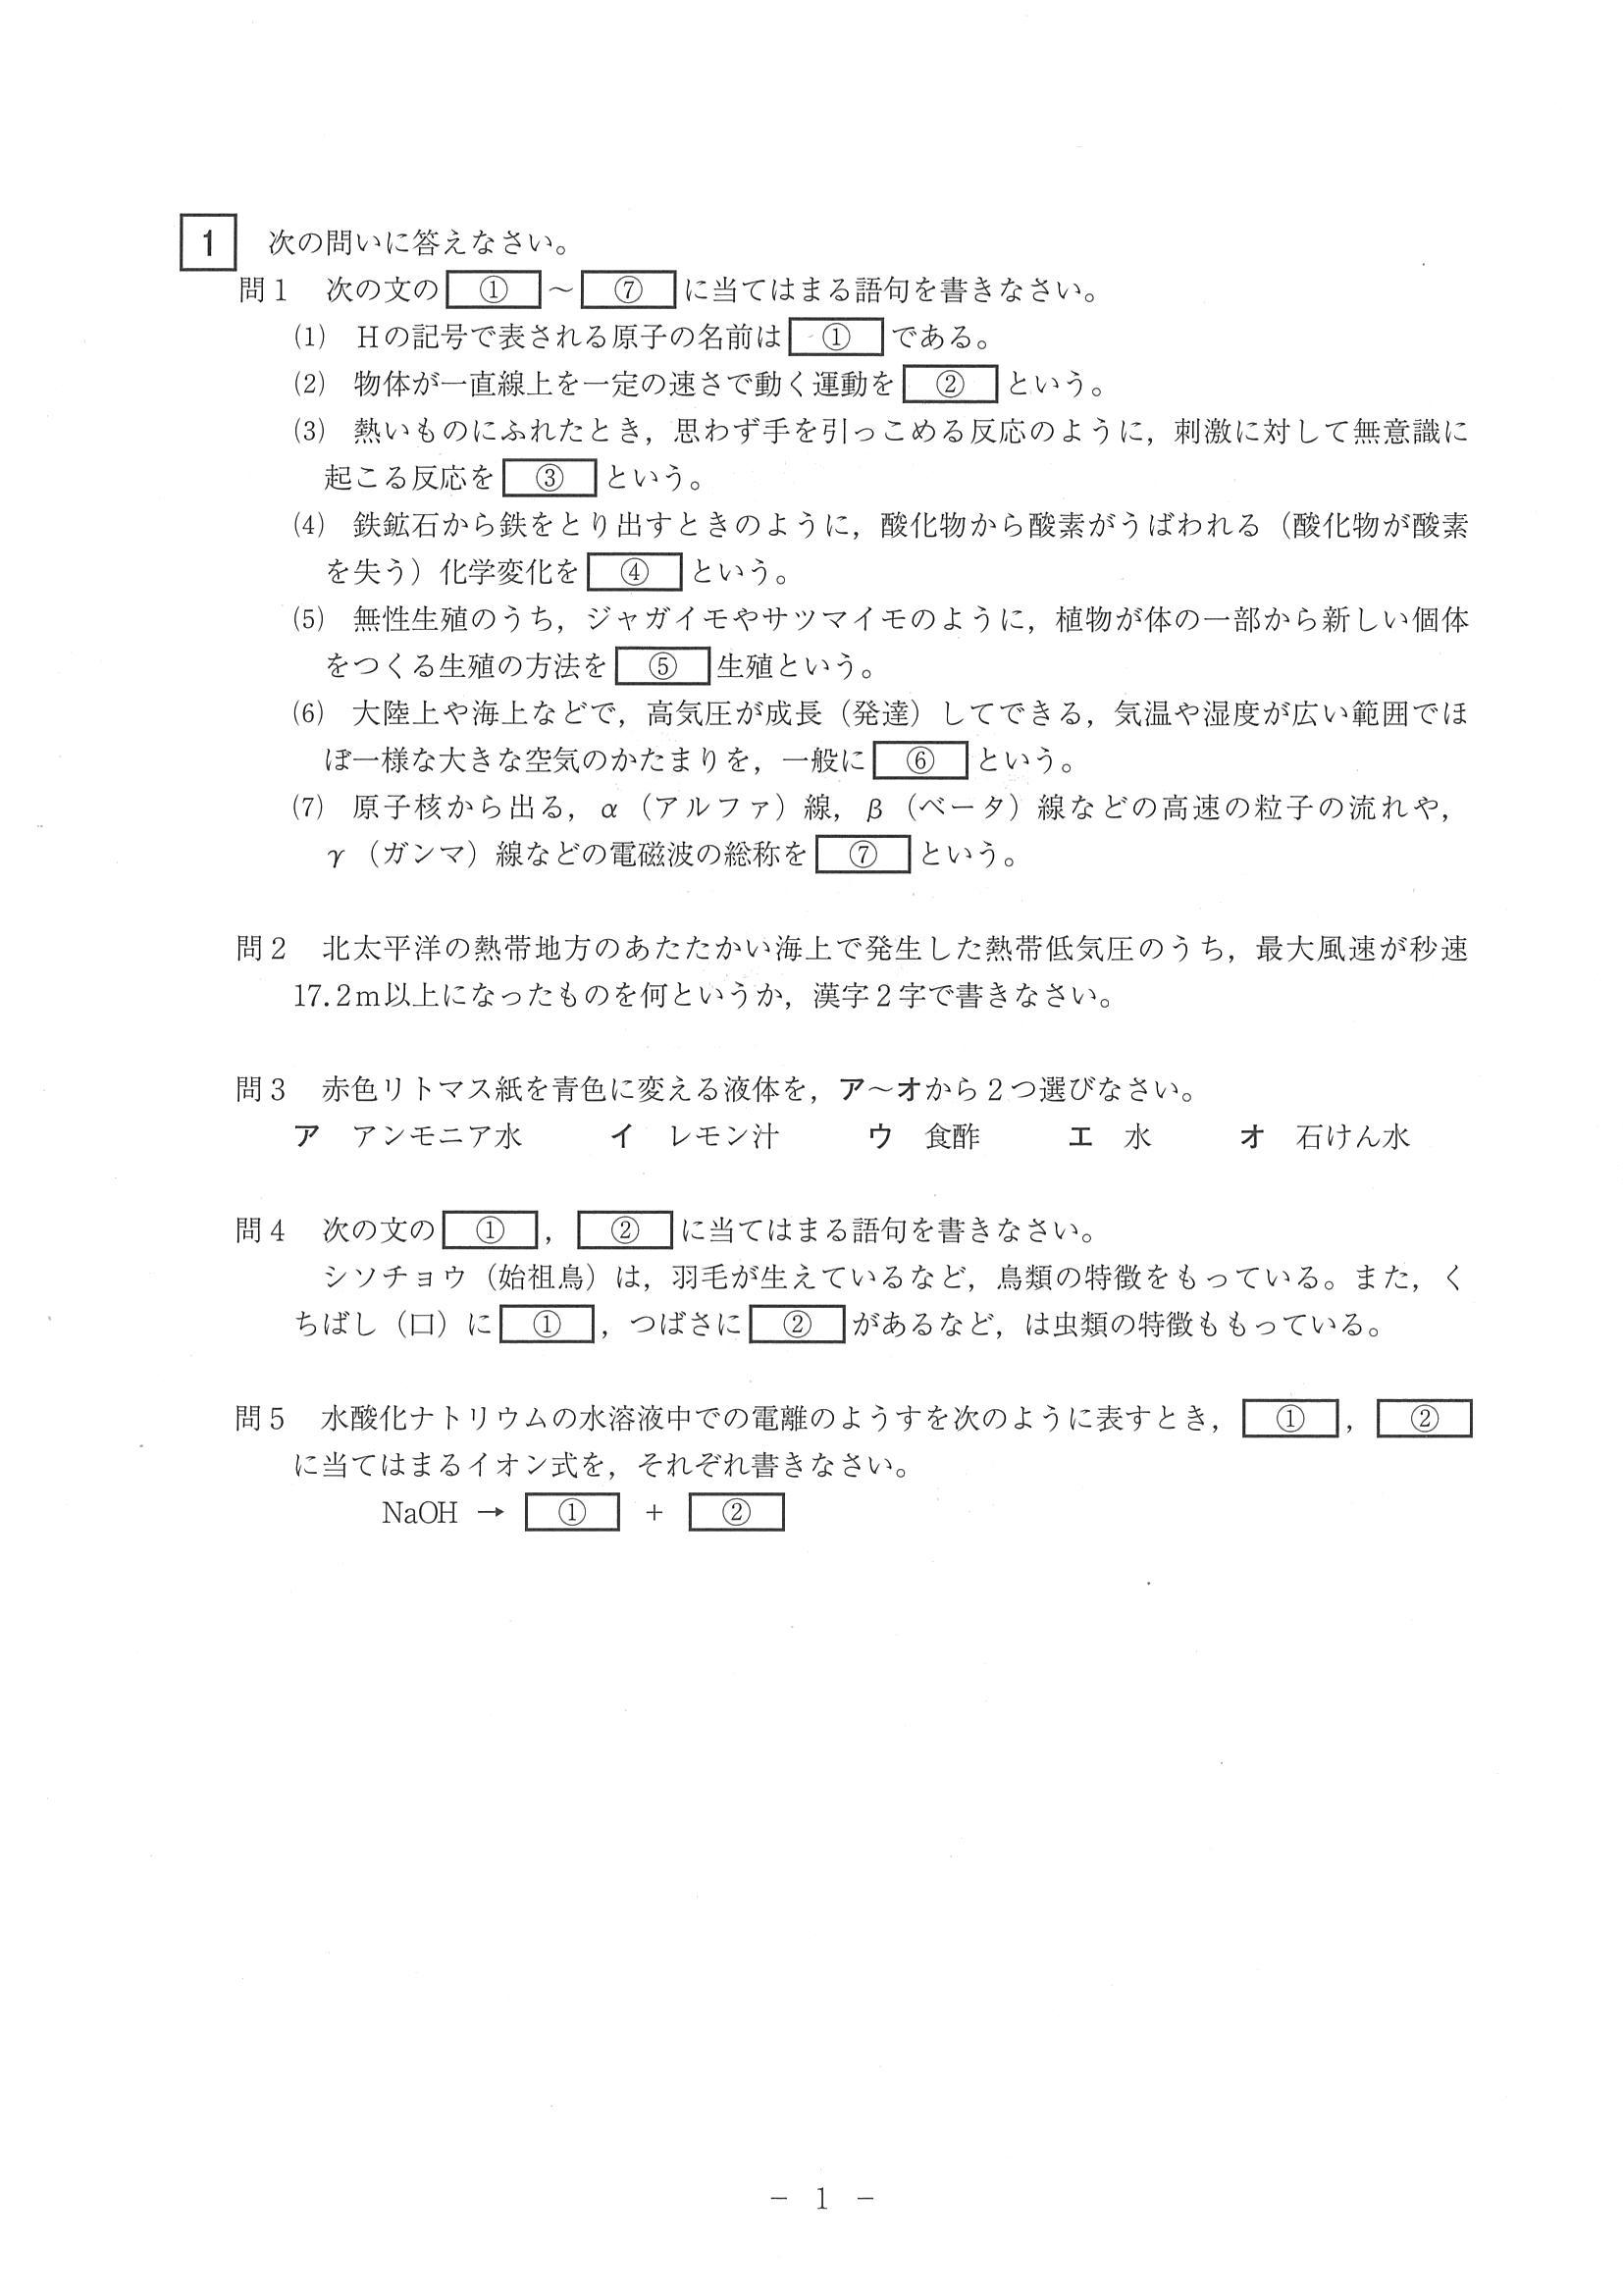 1 次の問いに答えなさい。
問1 次の文の ① ～ ⑦ に当てはまる語句を書きなさい。
(1) Hの記号で表される原子の名前は ① である。
(2) 物体が一直線上を一定の速さで動く運動を ② という。
(3) 熱いものにふれたとき，思わず手を引っこめる反応のように，刺激に対して無意識に
起こる反応を ③ という。
(4) 鉄鉱石から鉄をとり出すときのように，酸化物から酸素がうばわれる（酸化物が酸素
を失う）化学変化を ④ という。
(5) 無性生殖のうち，ジャガイモやサツマイモのように，植物が体の一部から新しい個体
をつくる生殖の方法を ⑤ 生殖という。
(6) 大陸上や海上などで，高気圧が成長（発達）してできる，気温や湿度が広い範囲でほ
ぼ一様な大きな空気のかたまりを，一般に ⑥ という。
(7) 原子核から出る，α（アルファ）線，β（ベータ）線などの高速の粒子の流れや，
γ（ガンマ）線などの電磁波の総称を ⑦ という。
問2 北太平洋の熱帯地方のあたたかい海上で発生した熱帯低気圧のうち，最大風速が秒速
17.2m以上になったものを何というか，漢字2字で書きなさい。
問3 赤色リトマス紙を青色に変える液体を，ア～オから2つ選びなさい。
ア アンモニア水 イ レモン汁 ウ 食酢 エ 水 オ 石けん水
問4 次の文の ① ， ② に当てはまる語句を書きなさい。
シソチョウ（始祖鳥）は，羽毛が生えているなど，鳥類の特徴をもっている。また，く
ちばし（口）に ① ，つばさに ② があるなど，は虫類の特徴ももっている。
問5 水酸化ナトリウムの水溶液中での電離のようすを次のように表すとき， ① ， ②
に当てはまるイオン式を，それぞれ書きなさい。
NaOH → ① + ②
－ 1 －